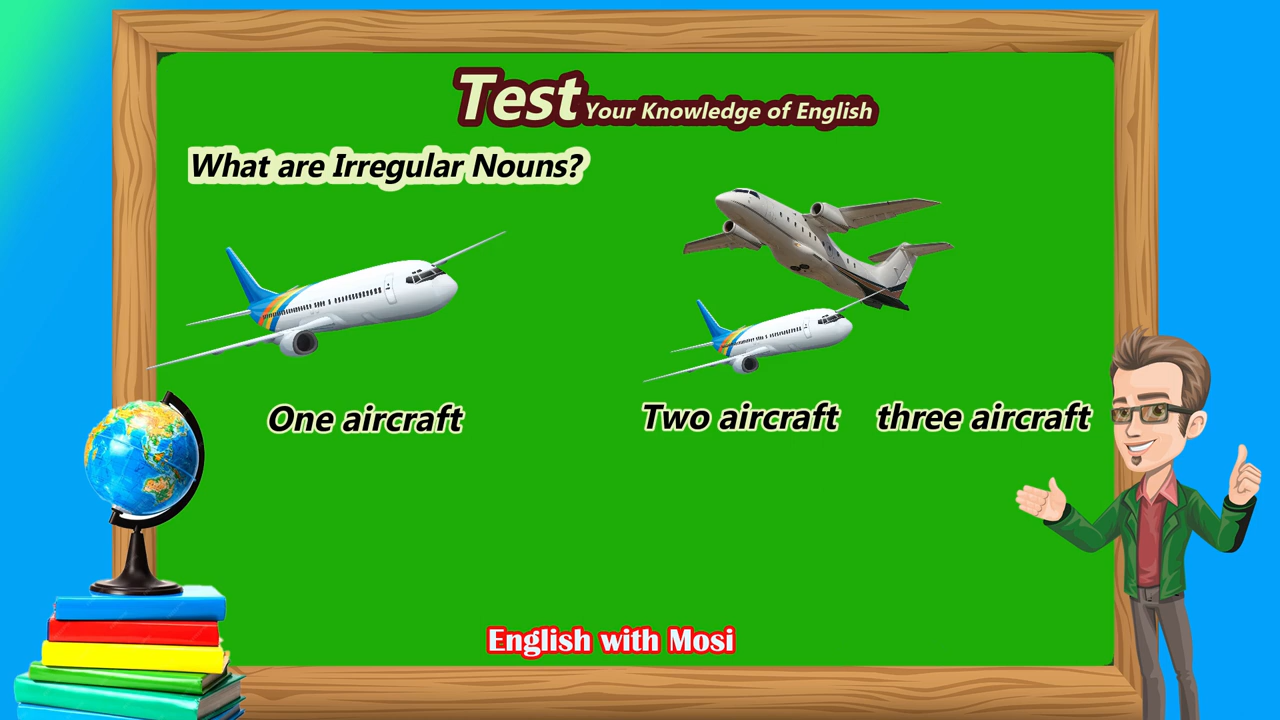 Test Your Knowledge of English
What are Irregular Nouns?
One aircraft
Two aircraft three aircraft
English with Mosi